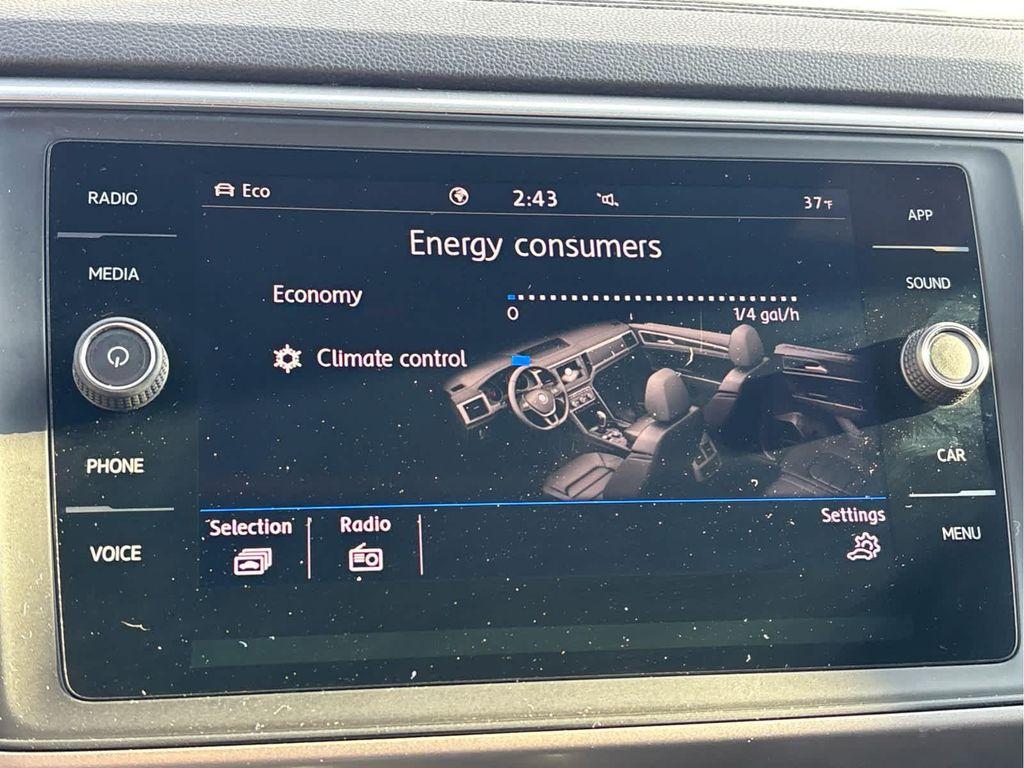 RADIO
MEDIA
PHONE
VOICE
Eco
2:43
37°F
Energy consumers
Economy
0
1/4 gal/h
Climate control
Selection
Radio
Settings
APP
SOUND
CAR
MENU